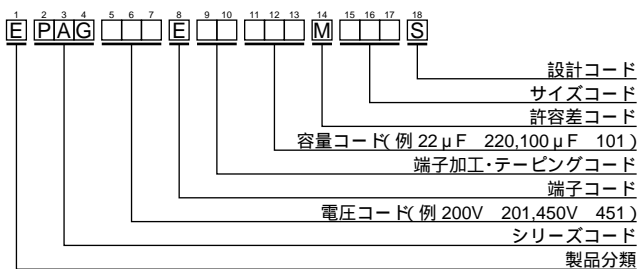 1 2 3 4 5 6 7 8 9 10 11 12 13 14 15 16 17 18
E P A G E M S
設計コード
サイズコード
許容差コード
容量コード(例 22μF 220,100μF 101)
端子加工・テーピングコード
端子コード
電圧コード(例 200V 201,450V 451)
シリーズコード
製品分類